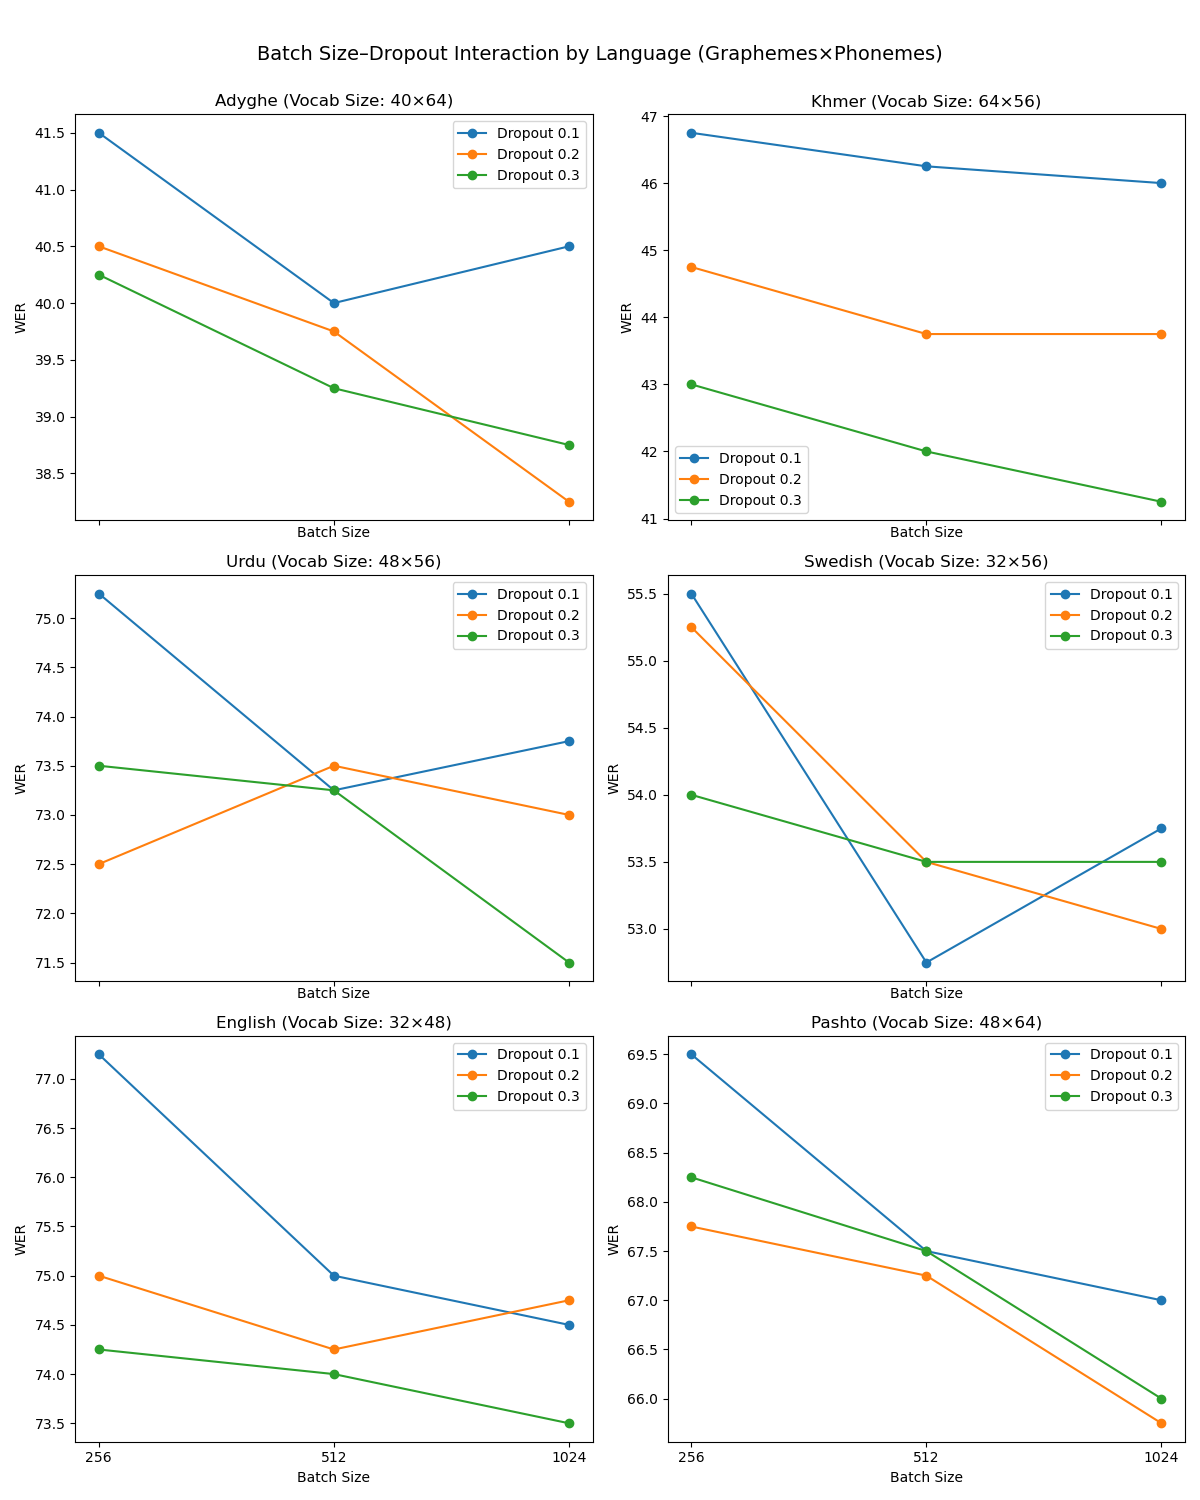 Batch Size–Dropout Interaction by Language (Graphemes×Phonemes)
Adyghe (Vocab Size: 40×64)
41.5
41.0
40.5
40.0
39.5
39.0
38.5
WER
Dropout 0.1
Dropout 0.2
Dropout 0.3
Batch Size
Khmer (Vocab Size: 64×56)
47
46
45
44
43
42
41
WER
Dropout 0.1
Dropout 0.2
Dropout 0.3
Batch Size
Urdu (Vocab Size: 48×56)
75.0
74.5
74.0
73.5
73.0
72.5
72.0
71.5
WER
Dropout 0.1
Dropout 0.2
Dropout 0.3
Batch Size
Swedish (Vocab Size: 32×56)
55.5
55.0
54.5
54.0
53.5
53.0
WER
Dropout 0.1
Dropout 0.2
Dropout 0.3
Batch Size
English (Vocab Size: 32×48)
77.0
76.5
76.0
75.5
75.0
74.5
74.0
73.5
WER
Dropout 0.1
Dropout 0.2
Dropout 0.3
256 512 1024
Batch Size
Pashto (Vocab Size: 48×64)
69.5
69.0
68.5
68.0
67.5
67.0
66.5
66.0
WER
Dropout 0.1
Dropout 0.2
Dropout 0.3
256 512 1024
Batch Size